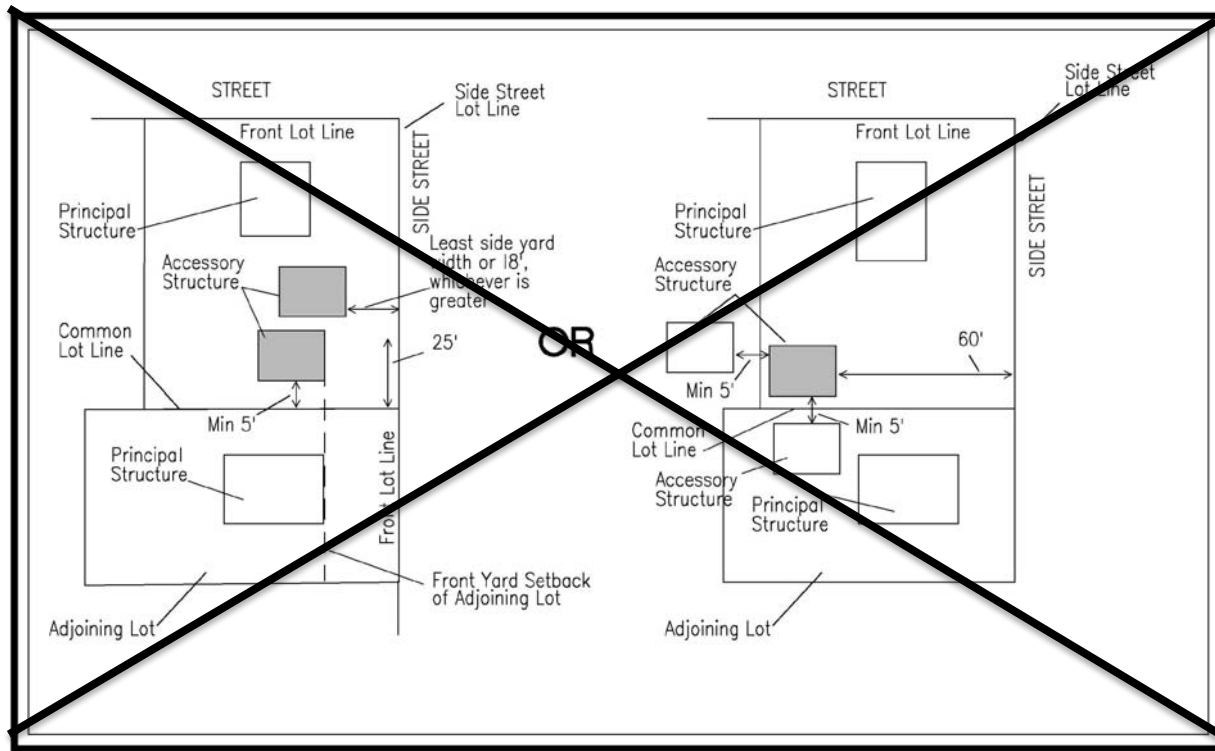 STREET
Side Street
Lot Line
Front Lot Line
SIDE STREET
Principal
Structure
Least side yard
width or 18',
whichever is
greater
Accessory
Structure
Common
Lot Line
25'
Min 5'
Principal
Structure
Front Lot Line
Front Yard Setback
of Adjoining Lot
Adjoining Lot
OR
STREET
Side Street
Lot Line
Front Lot Line
SIDE STREET
Principal
Structure
Accessory
Structure
60'
Min 5'
Min 5'
Common
Lot Line
Accessory
Structure
Principal
Structure
Adjoining Lot